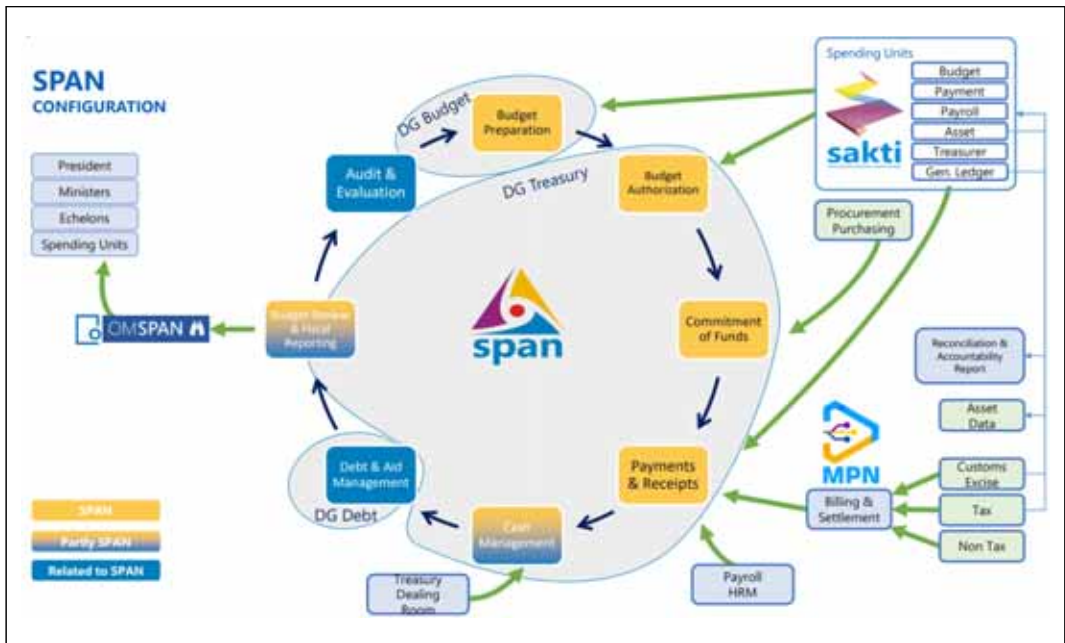 SPAN
CONFIGURATION
President
Ministers
Echelons
Spending Units
OMSPAN
SPAN
Partly SPAN
Related to SPAN
DG Budget
Budget
Preparation
DG Treasury
Budget
Authorization
Commitment
of Funds
Payments
& Receipts
Cash
Management
Debt & Aid
Management
DG Debt
Budget Review
& Fiscal
Reporting
Audit &
Evaluation
span
Treasury
Dealing
Room
Payroll
HRM
Spending Units
sakti
Budget
Payment
Payroll
Asset
Treasurer
Gen. Ledger
Procurement
Purchasing
Reconciliation &
Accountability
Report
Asset
Data
MPN
Billing &
Settlement
Customs
Excise
Tax
Non Tax